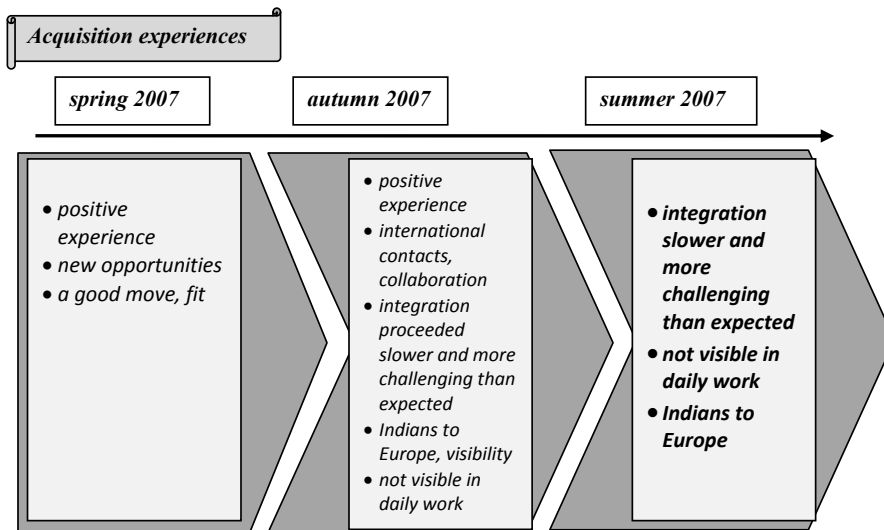 Acquisition experiences
spring 2007
autumn 2007
summer 2007
• positive
experience
• new opportunities
• a good move, fit
• positive
experience
• international
contacts,
collaboration
• integration
proceeded
slower and more
challenging than
expected
• Indians to
Europe, visibility
• not visible in
daily work
• integration
slower and
more
challenging
than expected
• not visible in
daily work
• Indians to
Europe